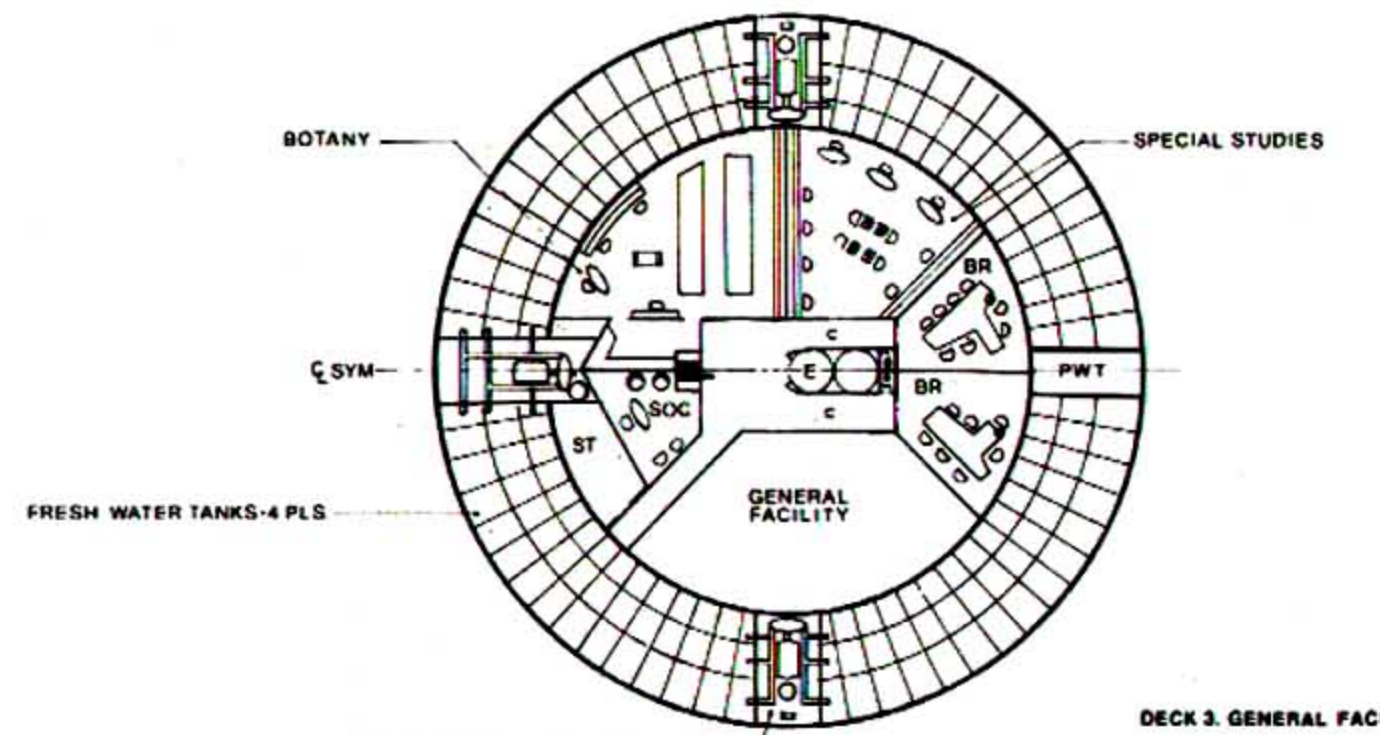 BOTANY
SPECIAL STUDIES
BR
C
℄ SYM
E
PWT
BR
SOC
C
ST
GENERAL
FACILITY
FRESH WATER TANKS-4 PLS
DECK 3. GENERAL FAC